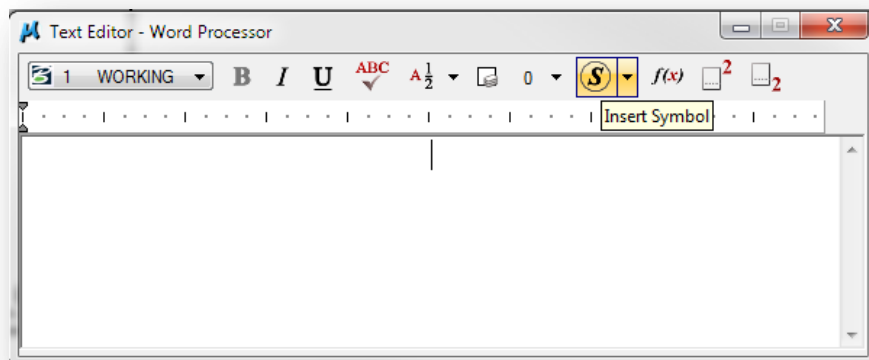 µ Text Editor - Word Processor
1 WORKING B I U ABC A½ 0 S f(x) 2 2
Insert Symbol